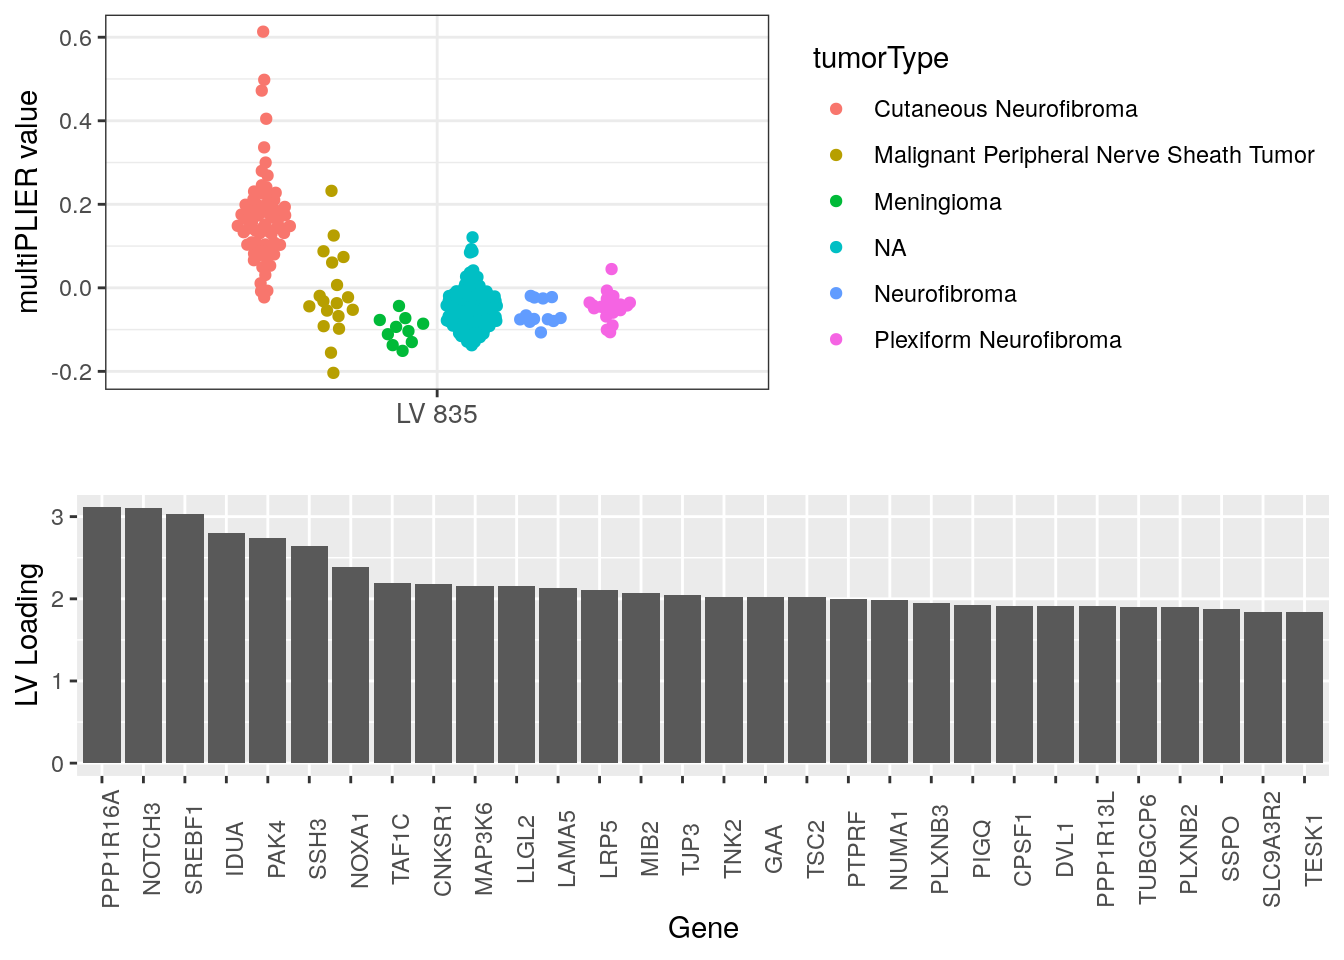 multiPLIER value
0.6
0.4
0.2
0.0
-0.2
LV 835
tumorType
Cutaneous Neurofibroma
Malignant Peripheral Nerve Sheath Tumor
Meningioma
NA
Neurofibroma
Plexiform Neurofibroma
LV Loading
3
2
1
0
PPP1R16A
NOTCH3
SREBF1
IDUA
PAK4
SSH3
NOXA1
TAF1C
CNKSR1
MAP3K6
LLGL2
LAMA5
LRP5
MIB2
TJP3
TNK2
GAA
TSC2
PTPRF
NUMA1
PLXNB3
PIGQ
CPSF1
DVL1
PPP1R13L
TUBGCP6
PLXNB2
SSPO
SLC9A3R2
TESK1
Gene